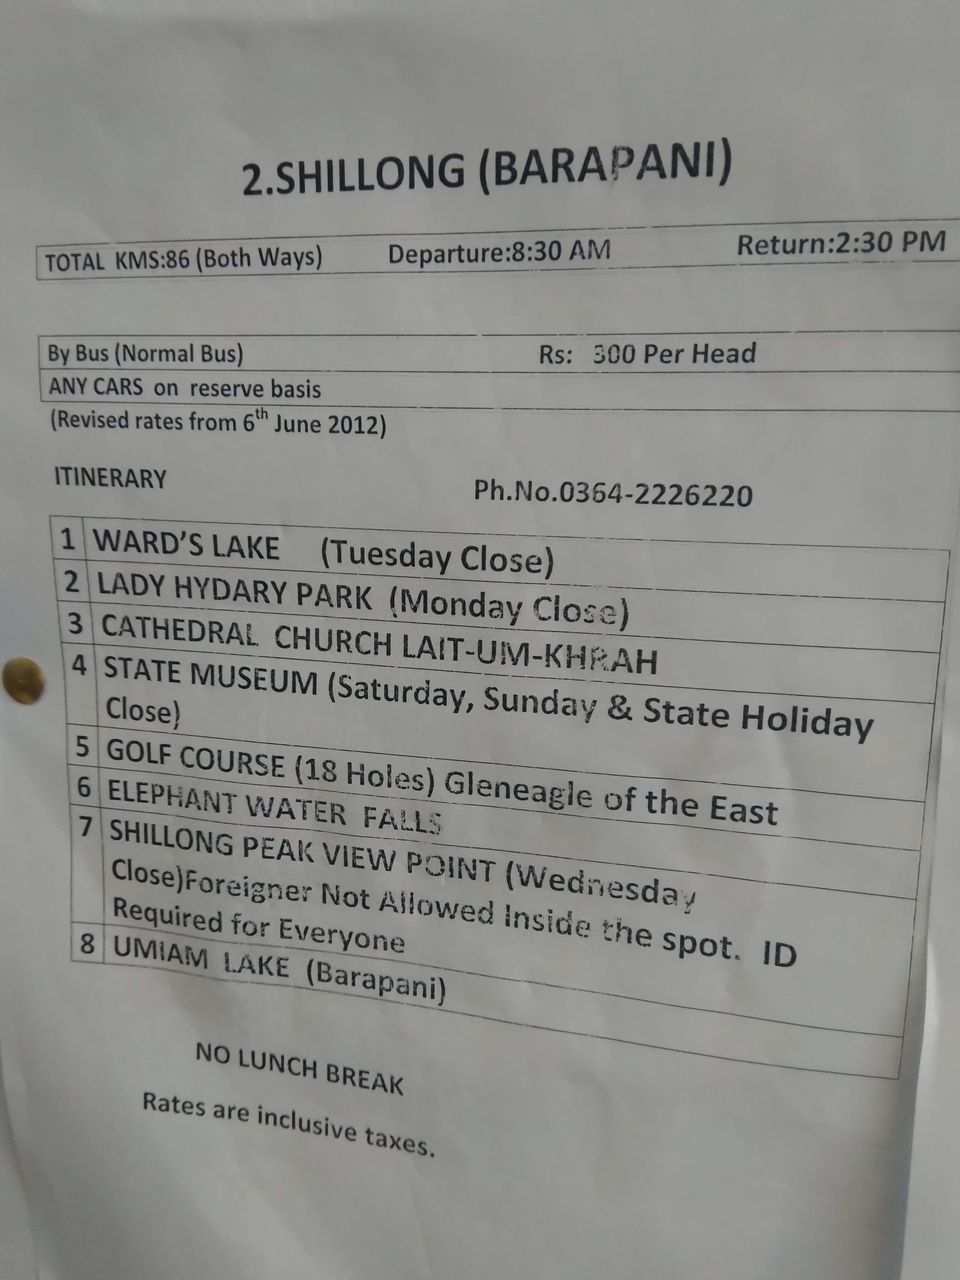 2.SHILLONG (BARAPANI)
TOTAL KMS:86 (Both Ways) Departure:8:30 AM Return:2:30 PM
By Bus (Normal Bus) Rs: 300 Per Head
ANY CARS on reserve basis
(Revised rates from 6th June 2012)
ITINERARY Ph.No.0364-2226220
1 WARD'S LAKE (Tuesday Close)
2 LADY HYDARY PARK (Monday Close)
3 CATHEDRAL CHURCH LAIT-UM-KHRAH
4 STATE MUSEUM (Saturday, Sunday & State Holiday
Close)
5 GOLF COURSE (18 Holes) Gleneagle of the East
6 ELEPHANT WATER FALLS
7 SHILLONG PEAK VIEW POINT (Wednesday
Close)Foreigner Not Allowed Inside the spot. ID
Required for Everyone
8 UMIAM LAKE (Barapani)
NO LUNCH BREAK
Rates are inclusive taxes.